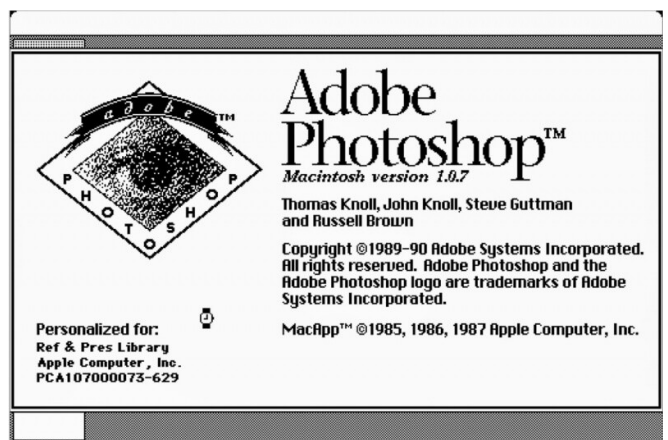 adobe™
PHOTOSHOP
Adobe
Photoshop™
Macintosh version 1.0.7
Thomas Knoll, John Knoll, Steve Guttman
and Russell Brown
Copyright ©1989-90 Adobe Systems Incorporated.
All rights reserved. Adobe Photoshop and the
Adobe Photoshop logo are trademarks of Adobe
Systems Incorporated.
MacApp™ ©1985, 1986, 1987 Apple Computer, Inc.
Personalized for:
Ref & Pres Library
Apple Computer, Inc.
PCA107000073-629